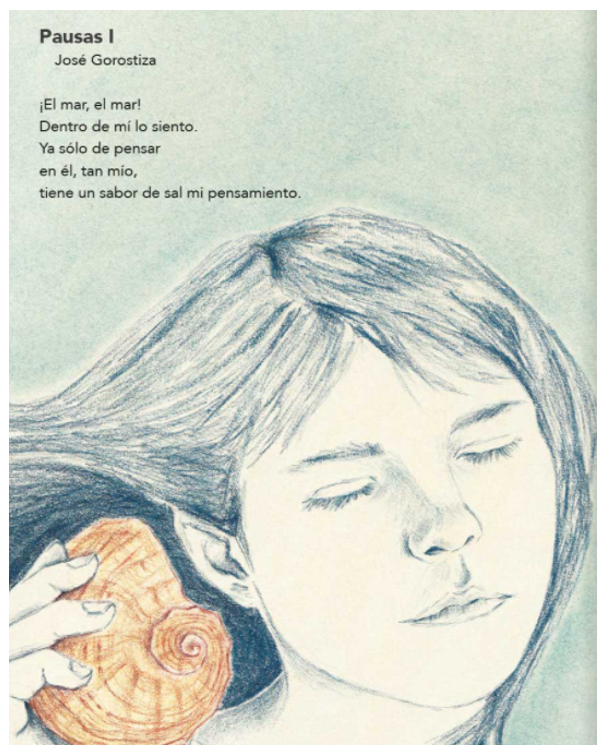 Pausas I
José Gorostiza
¡El mar, el mar!
Dentro de mí lo siento.
Ya sólo de pensar
en él, tan mío,
tiene un sabor de sal mi pensamiento.